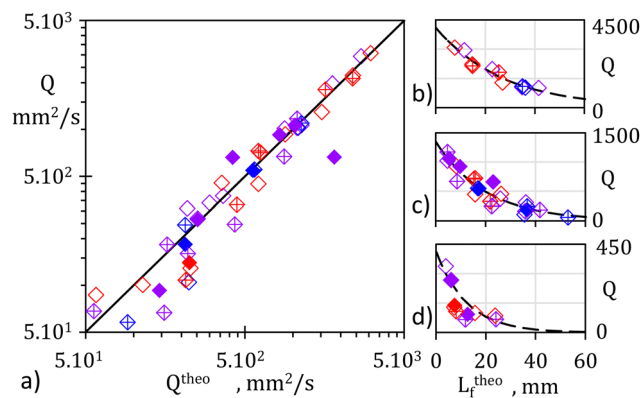 5.10³
Q
mm²/s
5.10²
5.10¹
5.10¹
5.10²
5.10³
a)
Q^theo , mm²/s
b)
4500
Q
0
c)
1500
Q
0
d)
450
Q
0
0
20
40
60
L_f^theo , mm